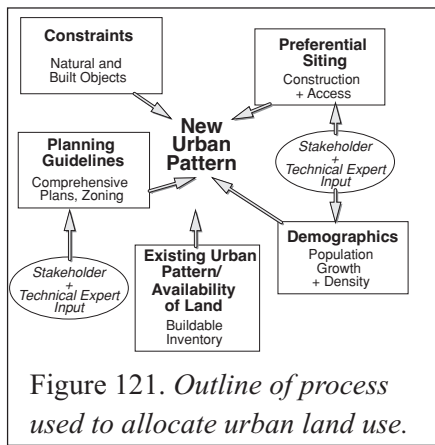 Constraints
Natural and
Built Objects
Preferential
Siting
Construction
+ Access
New
Urban
Pattern
Planning
Guidelines
Comprehensive
Plans, Zoning
Stakeholder
+
Technical Expert
Input
Demographics
Population
Growth
+ Density
Existing Urban
Pattern/
Availability
of Land
Buildable
Inventory
Stakeholder
+
Technical Expert
Input
Figure 121. Outline of process
used to allocate urban land use.